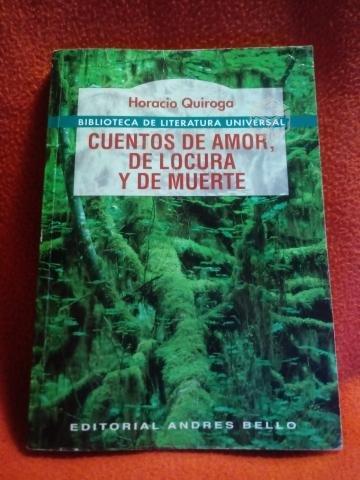 Horacio Quiroga
BIBLIOTECA DE LITERATURA UNIVERSAL
CUENTOS DE AMOR,
DE LOCURA
Y DE MUERTE
EDITORIAL ANDRES BELLO